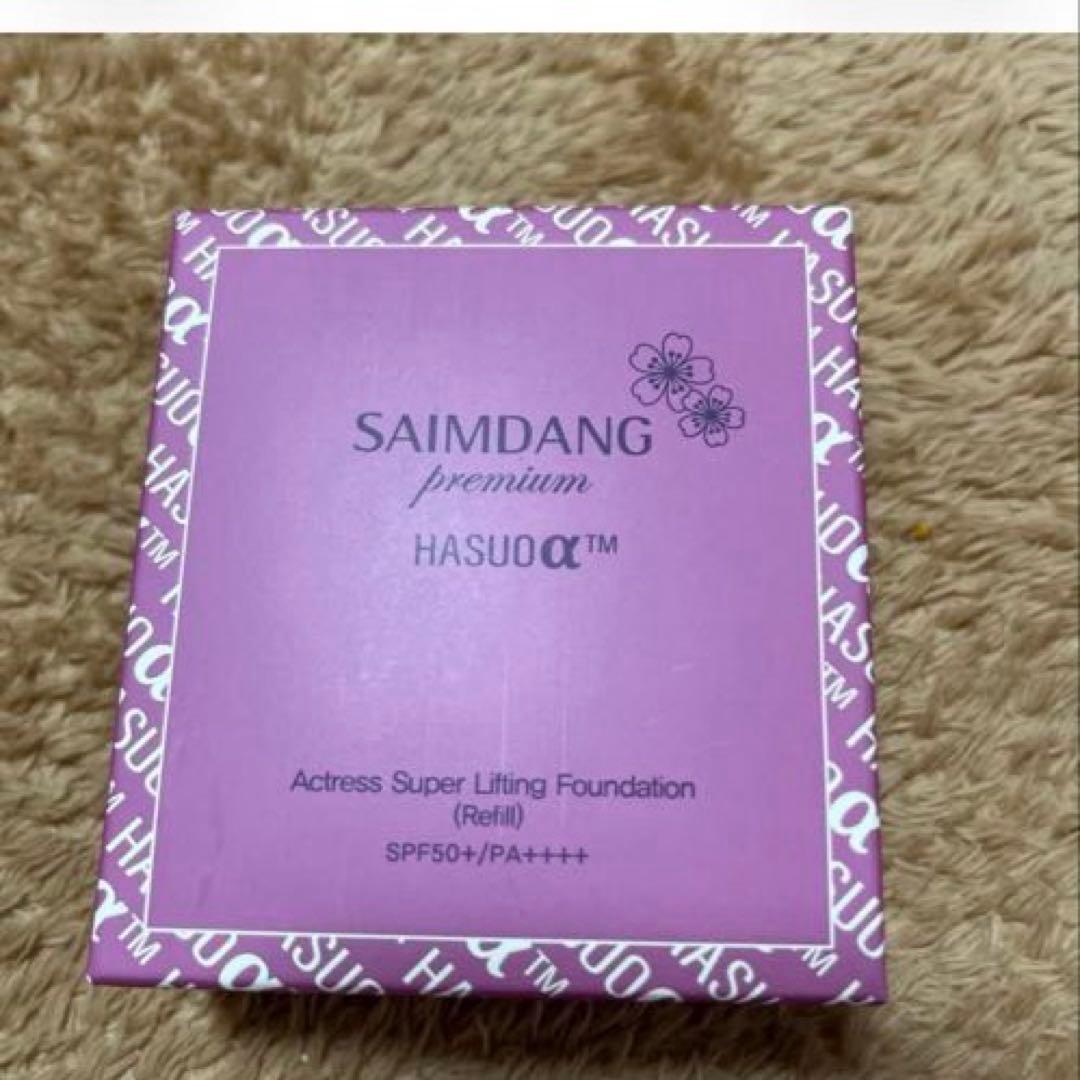 SAIMDANG
premium
HASUOα™
Actress Super Lifting Foundation
(Refill)
SPF50+/PA++++